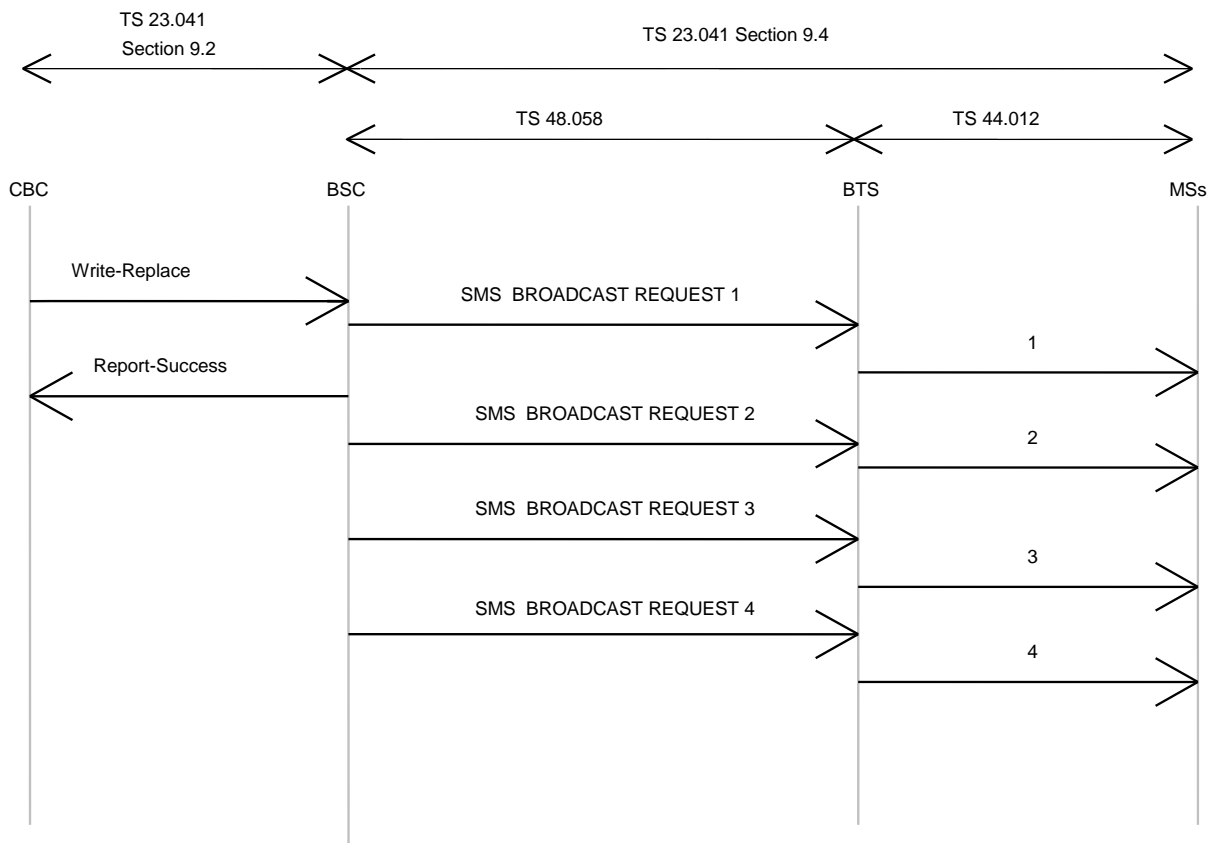 TS 23.041
Section 9.2
TS 23.041 Section 9.4
TS 48.058
TS 44.012
CBC
BSC
BTS
MSs
Write-Replace
SMS BROADCAST REQUEST 1
1
Report-Success
SMS BROADCAST REQUEST 2
2
SMS BROADCAST REQUEST 3
3
SMS BROADCAST REQUEST 4
4